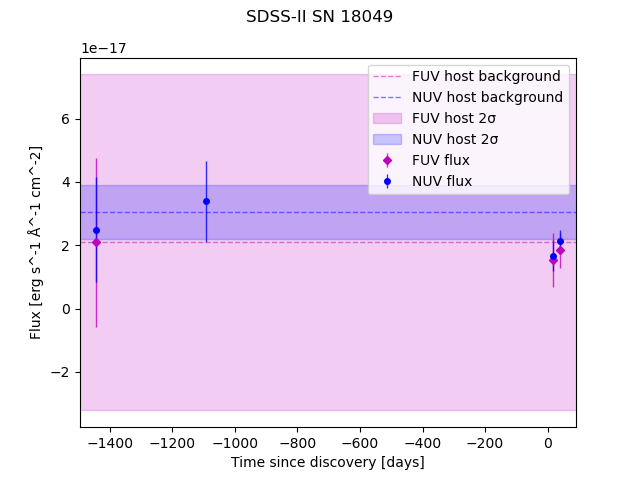 SDSS-II SN 18049
1e−17
FUV host background
NUV host background
FUV host 2σ
NUV host 2σ
FUV flux
NUV flux
6
4
2
0
−2
Flux [erg s^-1 Å^-1 cm^-2]
−1400 −1200 −1000 −800 −600 −400 −200 0
Time since discovery [days]